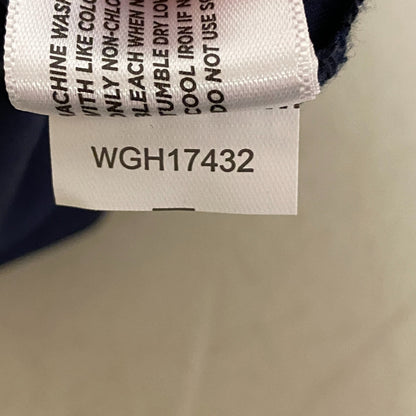 MACHINE WASH
WITH LIKE COLO
ONLY NON-CHLO
BLEACH WHEN N
TUMBLE DRY LOW
COOL IRON IF N
DO NOT USE S
WGH17432